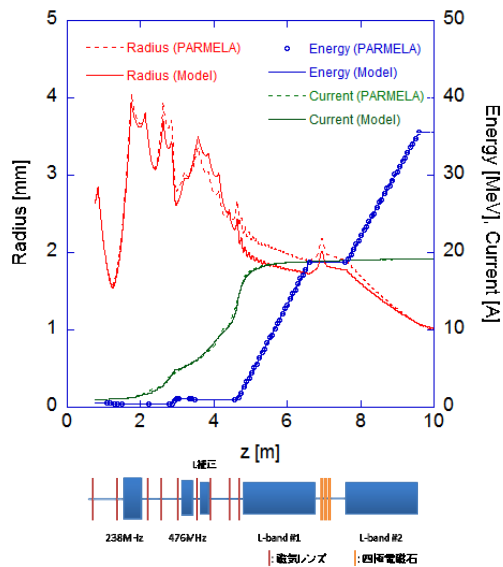 Radius (PARMELA)
Radius (Model)
Energy (PARMELA)
Energy (Model)
Current (PARMELA)
Current (Model)
5
4
3
2
1
0
Radius [mm]
50
40
30
20
10
0
Energy [MeV], Current [A]
0 2 4 6 8 10
z [m]
L補正
238MHz 476MHz L-band #1 L-band #2
:磁気レンズ :四極電磁石